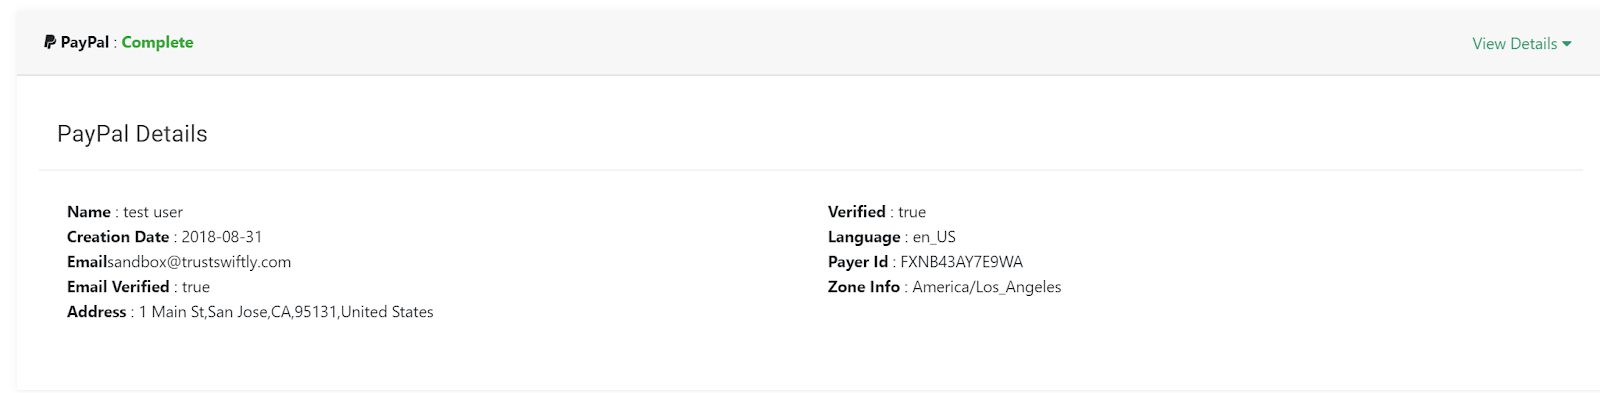 PayPal : Complete
View Details
PayPal Details
Name : test user
Creation Date : 2018-08-31
Emailsandbox@trustswiftly.com
Email Verified : true
Address : 1 Main St,San Jose,CA,95131,United States
Verified : true
Language : en_US
Payer Id : FXNB43AY7E9WA
Zone Info : America/Los_Angeles